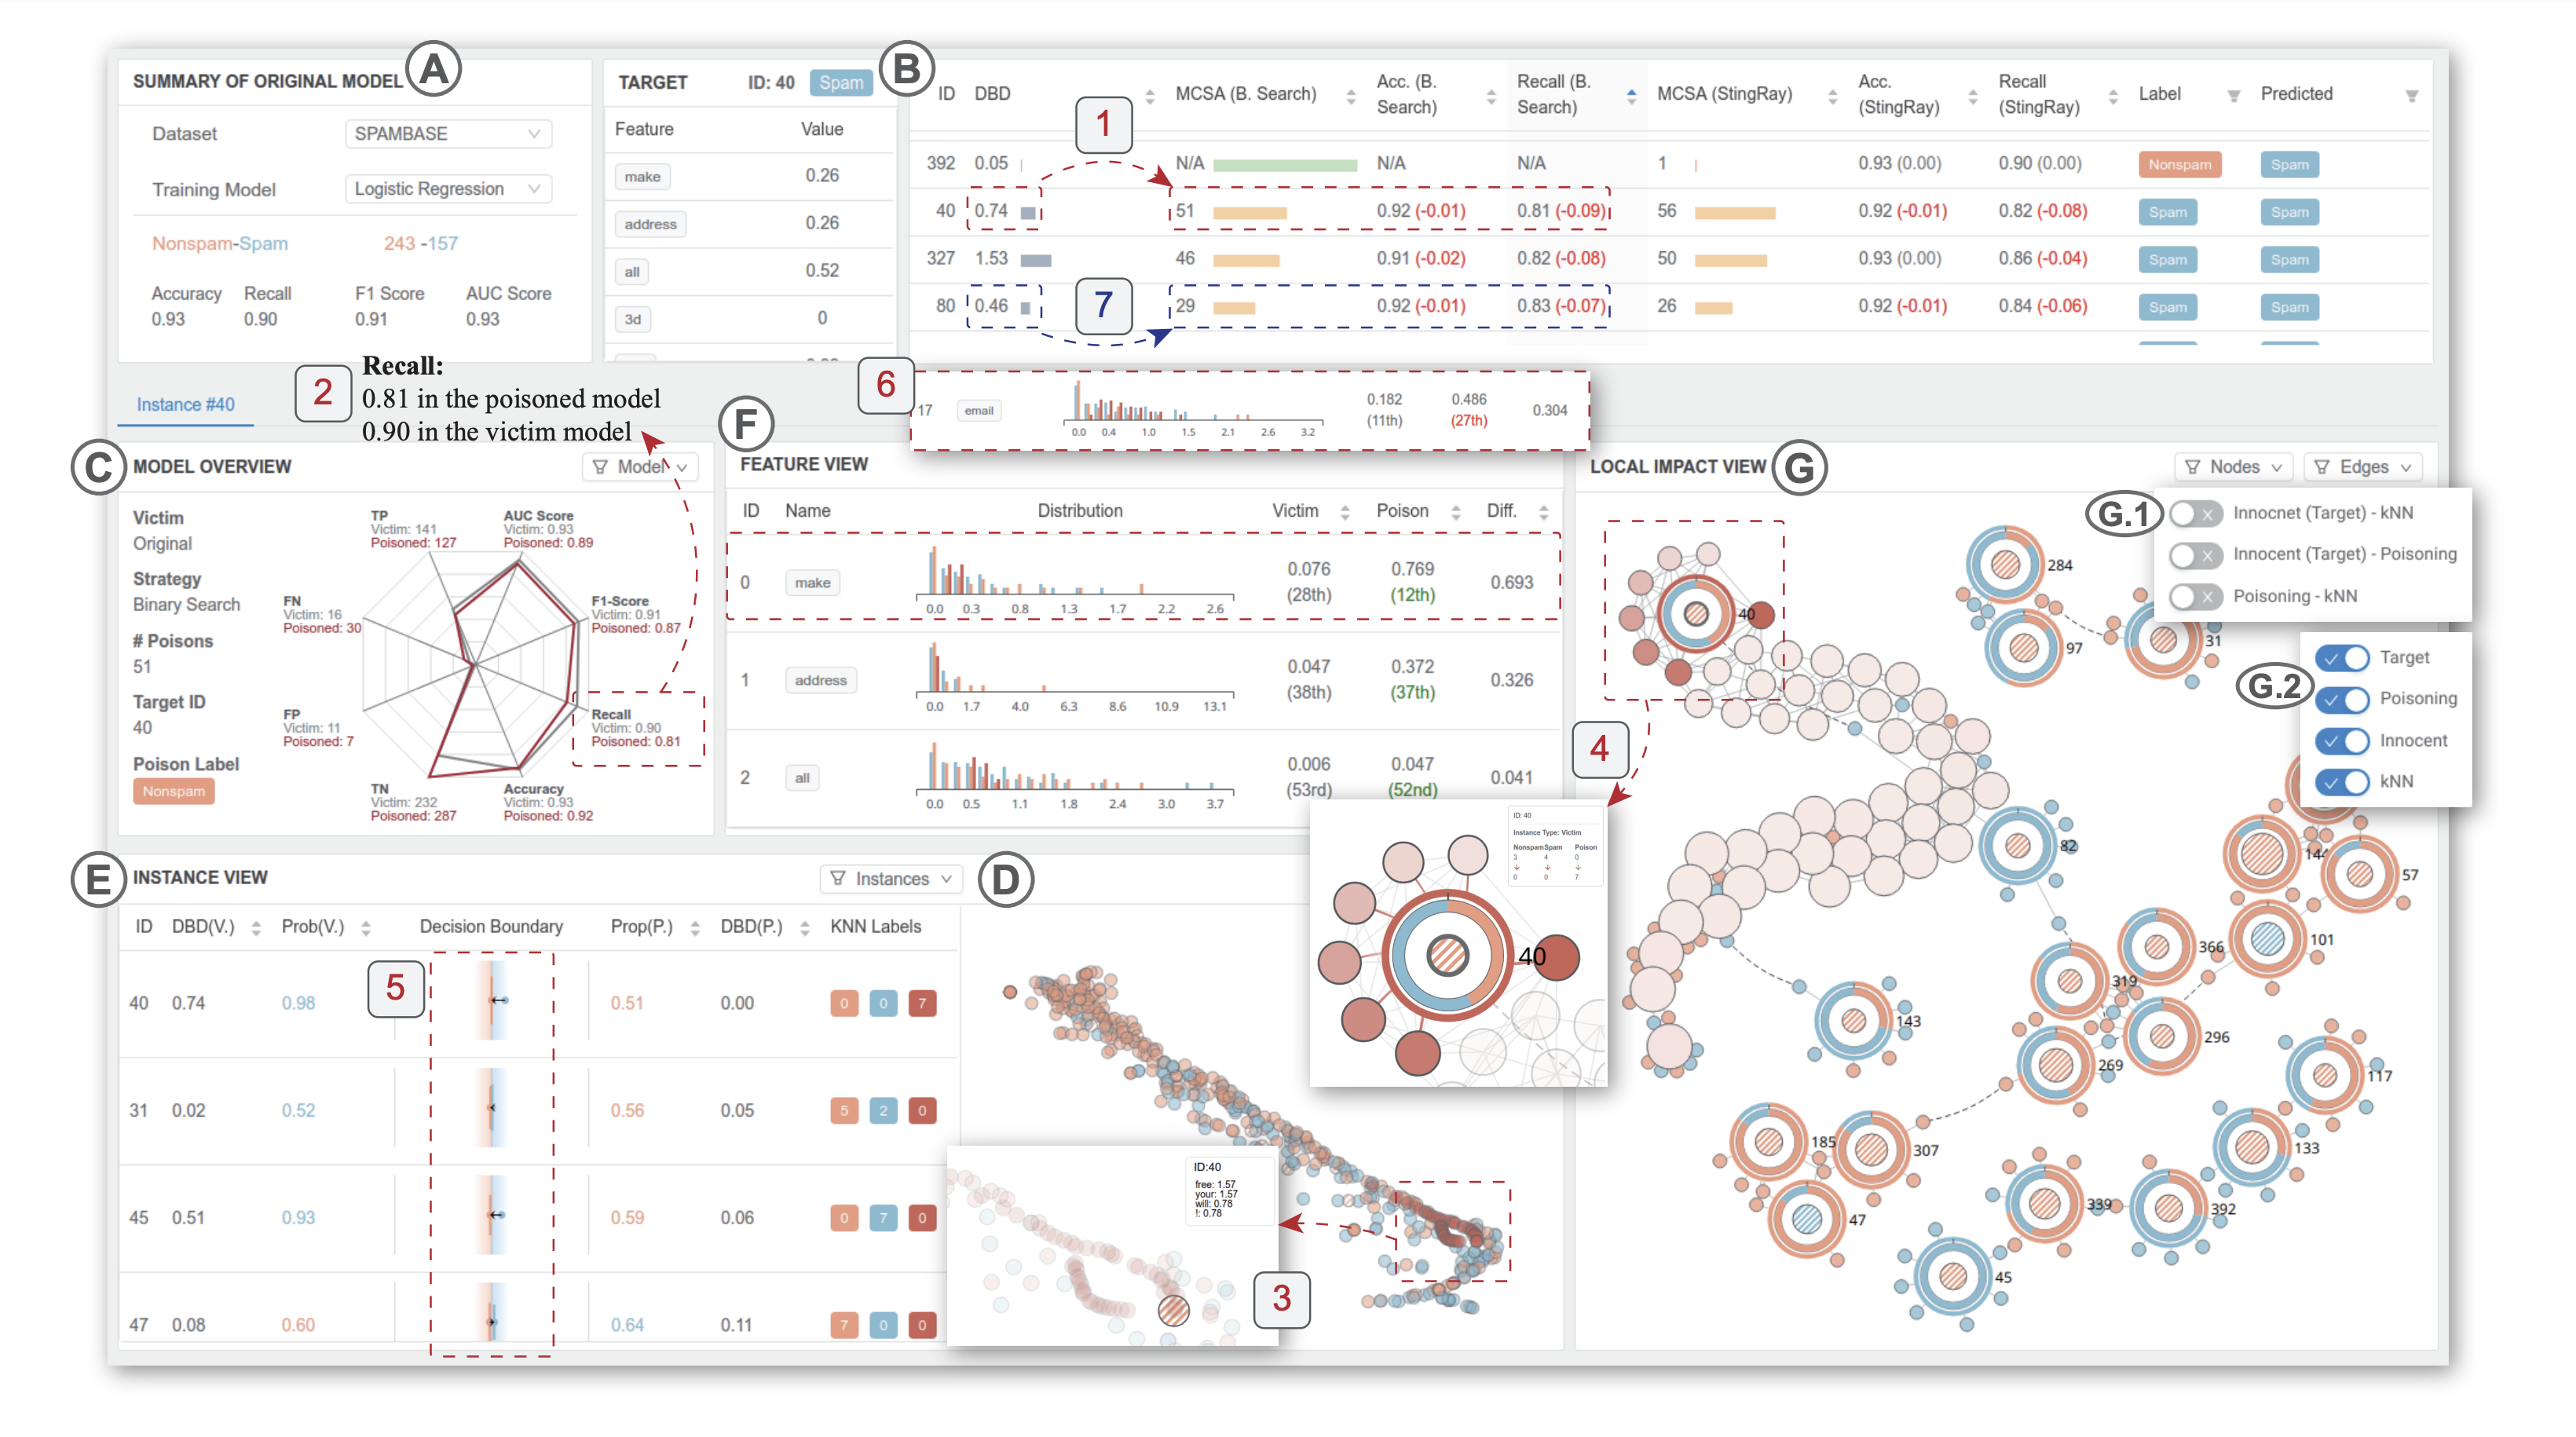 SUMMARY OF ORIGINAL MODEL
A
Dataset
SPAMBASE
Training Model
Logistic Regression
Nonspam-Spam
243 -157
Accuracy Recall F1 Score AUC Score
0.93 0.90 0.91 0.93
TARGET ID: 40 Spam
Feature Value
make 0.26
address 0.26
all 0.52
3d 0
B
ID DBD MCSA (B. Search) Acc. (B. Search) Recall (B. Search) MCSA (StingRay) Acc. (StingRay) Recall (StingRay) Label Predicted
392 0.05 N/A N/A N/A 1 0.93 (0.00) 0.90 (0.00) Nonspam Spam
40 0.74 51 0.92 (-0.01) 0.81 (-0.09) 56 0.92 (-0.01) 0.82 (-0.08) Spam Spam
327 1.53 46 0.91 (-0.02) 0.82 (-0.08) 50 0.93 (0.00) 0.86 (-0.04) Spam Spam
80 0.46 29 0.92 (-0.01) 0.83 (-0.07) 26 0.92 (-0.01) 0.84 (-0.06) Spam Spam
1
7
Instance #40
2
Recall:
0.81 in the poisoned model
0.90 in the victim model
6
17 email 0.182 0.486 0.304
(11th) (27th)
0.0 0.4 1.0 1.5 2.1 2.6 3.2
C
MODEL OVERVIEW
Model
Victim
Original
Strategy
Binary Search
# Poisons
51
Target ID
40
Poison Label
Nonspam
TP
Victim: 141
Poisoned: 127
AUC Score
Victim: 0.93
Poisoned: 0.89
FN
Victim: 16
Poisoned: 30
F1-Score
Victim: 0.91
Poisoned: 0.87
FP
Victim: 11
Poisoned: 7
Recall
Victim: 0.90
Poisoned: 0.81
TN
Victim: 232
Poisoned: 287
Accuracy
Victim: 0.93
Poisoned: 0.92
F
FEATURE VIEW
ID Name Distribution Victim Poison Diff.
0 make 0.076 0.769 0.693
(28th) (12th)
0.0 0.3 0.8 1.3 1.7 2.2 2.6
1 address 0.047 0.372 0.326
(38th) (37th)
0.0 1.7 4.0 6.3 8.6 10.9 13.1
2 all 0.006 0.047 0.041
(53rd) (52nd)
0.0 0.5 1.1 1.8 2.4 3.0 3.7
LOCAL IMPACT VIEW
G
Nodes
Edges
G.1
Innocnet (Target) - kNN
Innocent (Target) - Poisoning
Poisoning - kNN
G.2
Target
Poisoning
Innocent
kNN
4
40
284
97
31
82
144
57
366
101
319
143
296
269
117
185
307
133
47
339
392
45
ID: 40
Instance Type: Victim
Nonspam Spam Poison
3 4 0
0 0 7
40
E
INSTANCE VIEW
Instances
D
ID DBD(V.) Prob(V.) Decision Boundary Prop(P.) DBD(P.) KNN Labels
40 0.74 0.98 0.51 0.00 0 0 7
31 0.02 0.52 0.56 0.05 5 2 0
45 0.51 0.93 0.59 0.06 0 7 0
47 0.08 0.60 0.64 0.11 7 0 0
5
ID:40
free: 1.57
your: 1.57
will: 0.78
!: 0.78
3